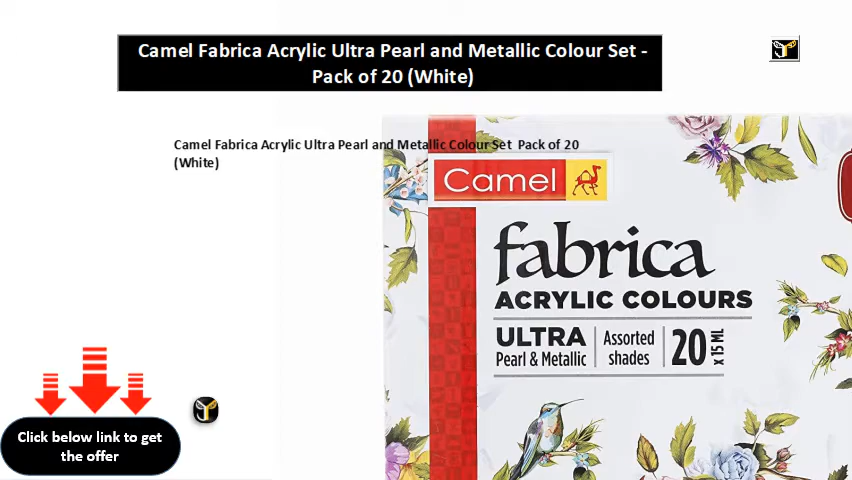 Camel Fabrica Acrylic Ultra Pearl and Metallic Colour Set -
Pack of 20 (White)
Camel Fabrica Acrylic Ultra Pearl and Metallic Colour Set  Pack of 20
(White)
Camel
fabrica
ACRYLIC COLOURS
ULTRA
Pearl & Metallic
Assorted
shades
20
x 15 ML
Click below link to get
the offer